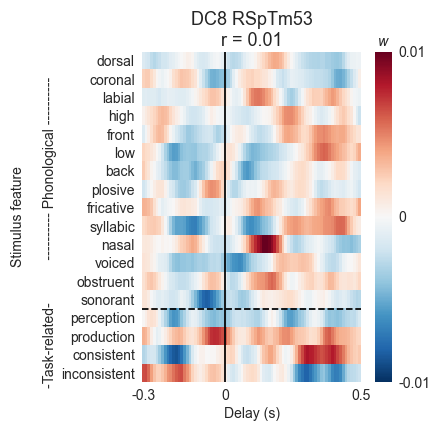 DC8 RSpTm53
r = 0.01
w
dorsal
coronal
labial
high
front
low
back
plosive
fricative
syllabic
nasal
voiced
obstruent
sonorant
perception
production
consistent
inconsistent
Stimulus feature
-Task-related- ---------- Phonological ----------
0.01
0
-0.01
-0.3 0 0.5
Delay (s)